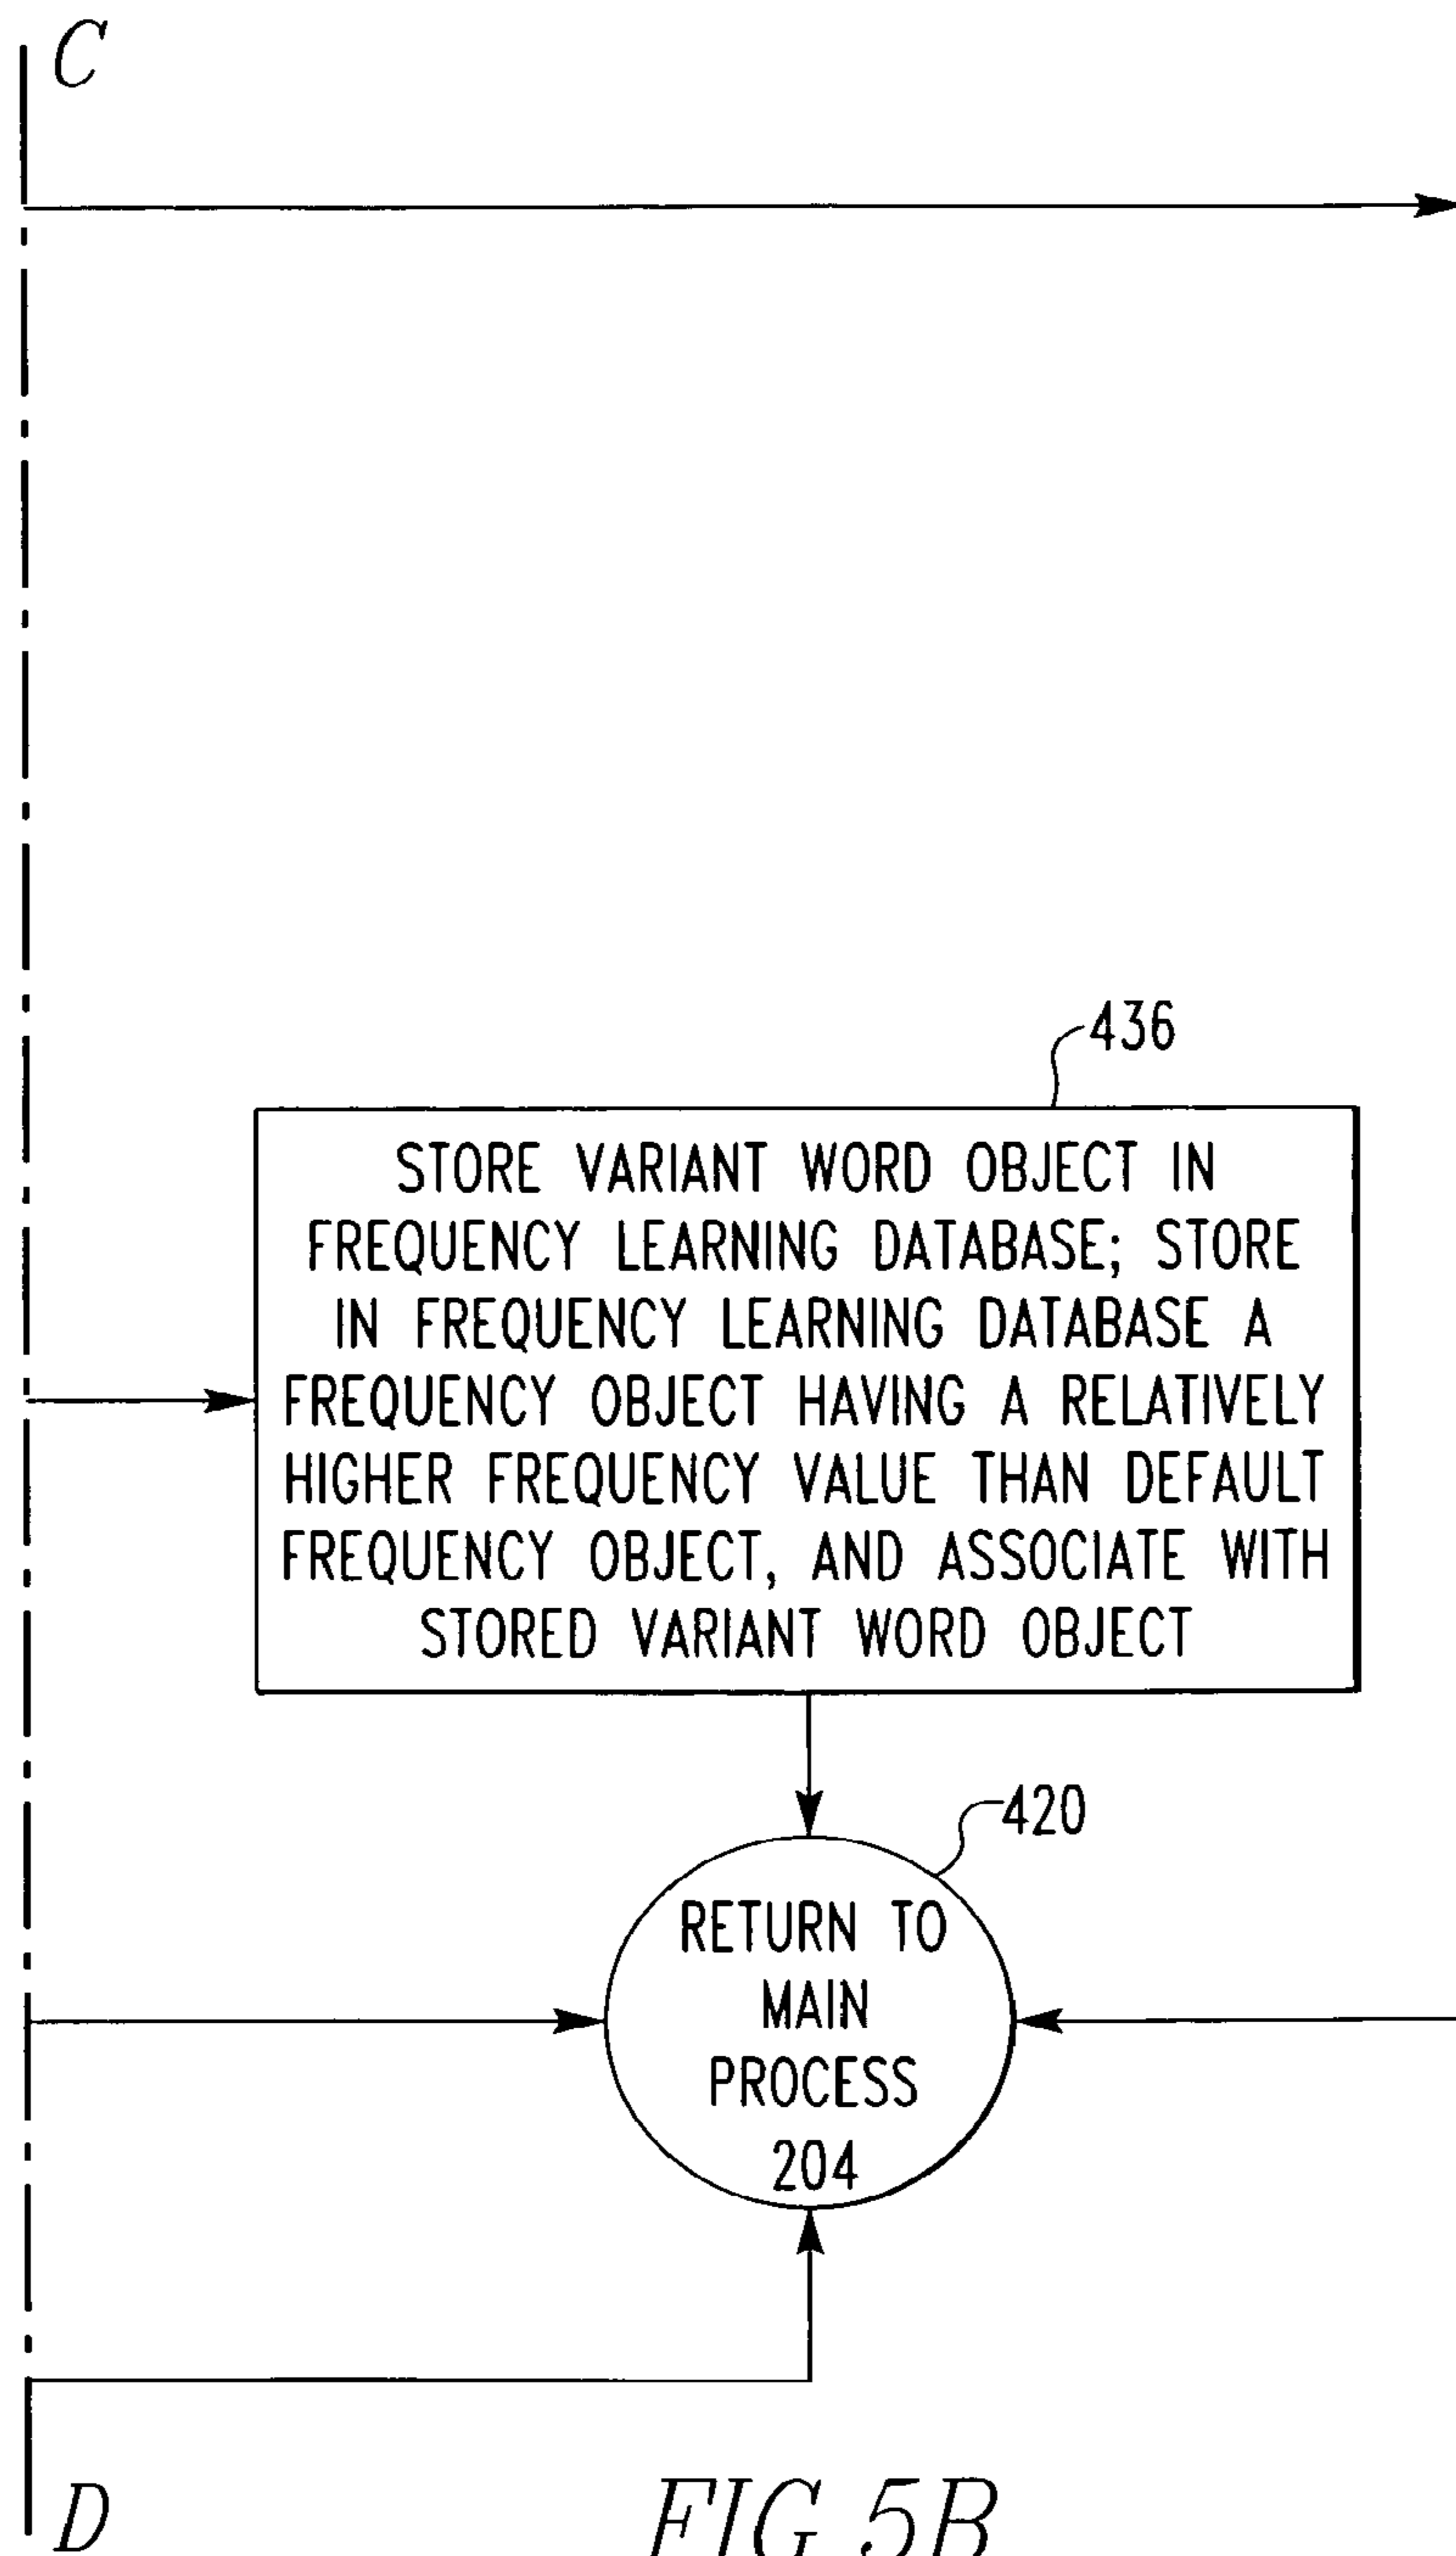 C
436
STORE VARIANT WORD OBJECT IN
FREQUENCY LEARNING DATABASE; STORE
IN FREQUENCY LEARNING DATABASE A
FREQUENCY OBJECT HAVING A RELATIVELY
HIGHER FREQUENCY VALUE THAN DEFAULT
FREQUENCY OBJECT, AND ASSOCIATE WITH
STORED VARIANT WORD OBJECT
420
RETURN TO
MAIN
PROCESS
204
D
FIG. 5B